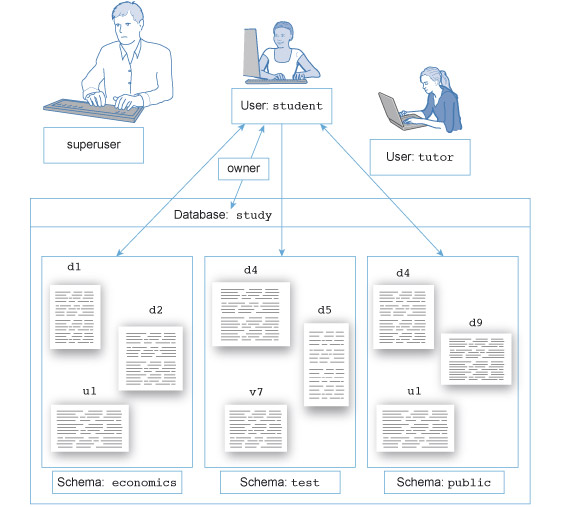 User: student
superuser
User: tutor
owner
Database: study
d1
d2
u1
Schema: economics
d4
d5
v7
Schema: test
d4
d9
u1
Schema: public